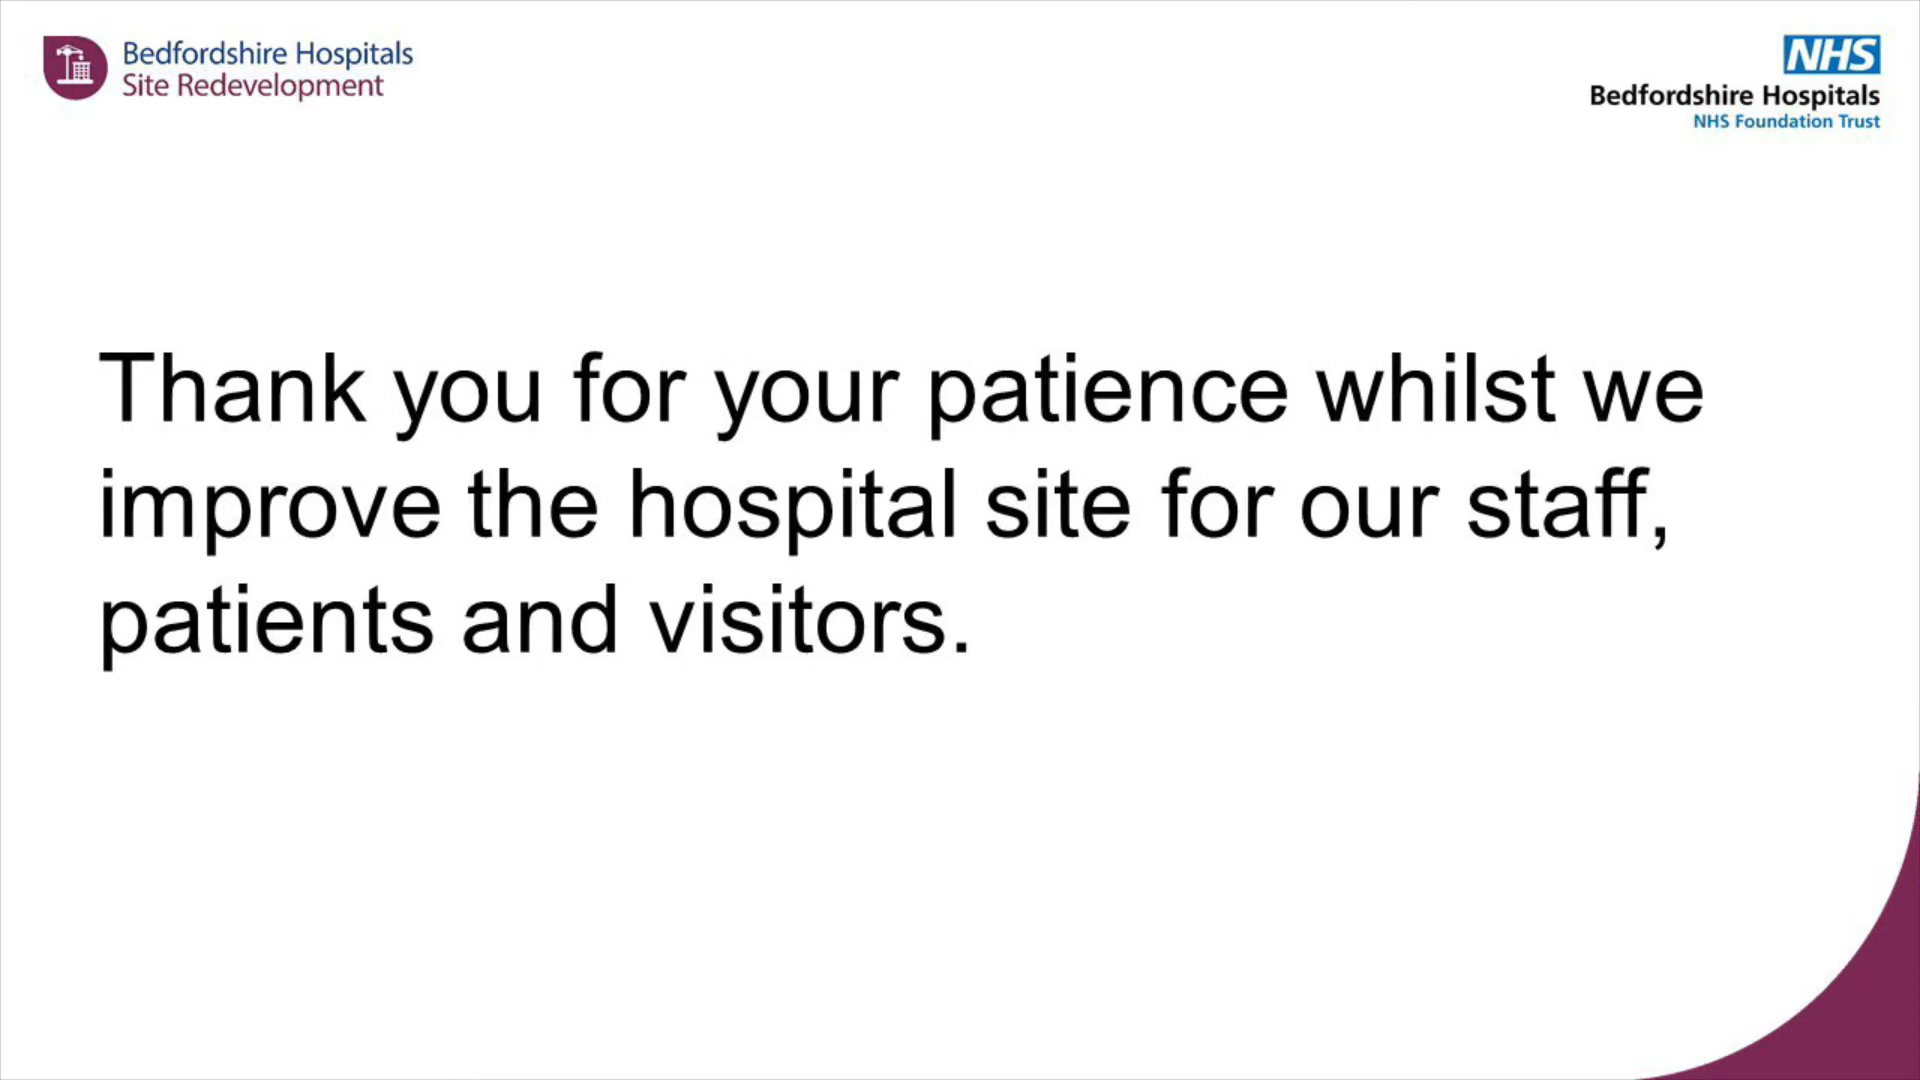 Bedfordshire Hospitals
Site Redevelopment
NHS
Bedfordshire Hospitals
NHS Foundation Trust
Thank you for your patience whilst we
improve the hospital site for our staff,
patients and visitors.